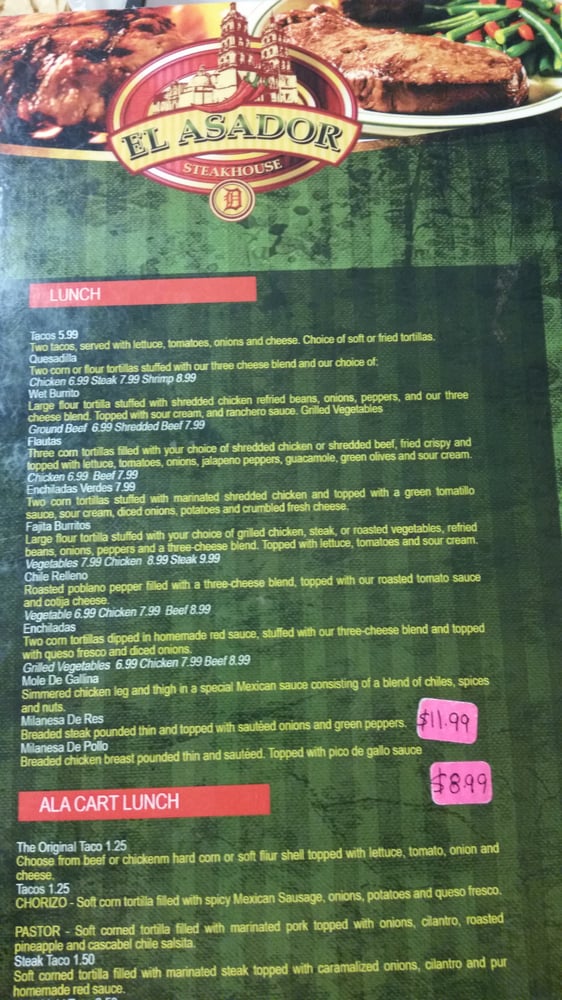 EL ASADOR
STEAKHOUSE
D
LUNCH
Tacos 5.99
Two tacos, served with lettuce, tomatoes, onions and cheese. Choice of soft or fried tortillas.
Quesadilla
Two corn or flour tortillas stuffed with our three cheese blend and our choice of:
Chicken 6.99 Steak 7.99 Shrimp 8.99
Wet Burrito
Large flour tortilla stuffed with shredded chicken refried beans, onions, peppers, and our three
cheese blend. Topped with sour cream, and ranchero sauce. Grilled Vegetables
Ground Beef 6.99 Shredded Beef 7.99
Flautas
Three corn tortillas filled with your choice of shredded chicken or shredded beef, fried crispy and
topped with lettuce, tomatoes, onions, jalapeno peppers, guacamole, green olives and sour cream.
Chicken 6.99 Beef 7.99
Enchiladas Verdes 7.99
Two corn tortillas stuffed with marinated shredded chicken and topped with a green tomatillo
sauce, sour cream, diced onions, potatoes and crumbled fresh cheese.
Fajita Burritos
Large flour tortilla stuffed with your choice of grilled chicken, steak, or roasted vegetables, refried
beans, onions, peppers and a three-cheese blend. Topped with lettuce, tomatoes and sour cream.
Vegetables 7.99 Chicken 8.99 Steak 9.99
Chile Relleno
Roasted poblano pepper filled with a three-cheese blend, topped with our roasted tomato sauce
and cotija cheese.
Vegetable 6.99 Chicken 7.99 Beef 8.99
Enchiladas
Two corn tortillas dipped in homemade red sauce, stuffed with our three-cheese blend and topped
with queso fresco and diced onions.
Grilled Vegetables 6.99 Chicken 7.99 Beef 8.99
Mole De Gallina
Simmered chicken leg and thigh in a special Mexican sauce consisting of a blend of chiles, spices
and nuts.
Milanesa De Res
Breaded steak pounded thin and topped with sautéed onions and green peppers. $11.99
Milanesa De Pollo
Breaded chicken breast pounded thin and sautéed. Topped with pico de gallo sauce
$8.99
ALA CART LUNCH
The Original Taco 1.25
Choose from beef or chickenm hard corn or soft fliur shell topped with lettuce, tomato, onion and
cheese.
Tacos 1.25
CHORIZO - Soft corn tortilla filled with spicy Mexican Sausage, onions, potatoes and queso fresco.
PASTOR - Soft corned tortilla filled with marinated pork topped with onions, cilantro, roasted
pineapple and cascabel chile salsita.
Steak Taco 1.50
Soft corned tortilla filled with marinated steak topped with caramalized onions, cilantro and pur
homemade red sauce.